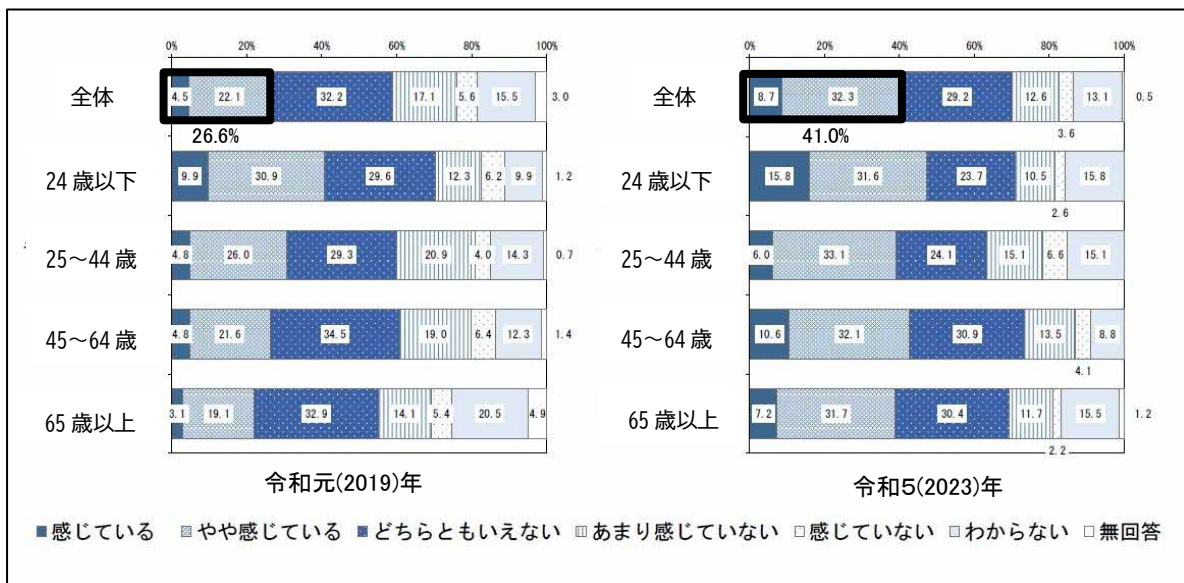 0% 20% 40% 60% 80% 100%
全体 4.5 22.1 32.2 17.1 5.6 15.5 3.0
26.6%
24歳以下 9.9 30.9 29.6 12.3 6.2 9.9 1.2
25~44歳 4.8 26.0 29.3 20.9 4.0 14.3 0.7
45~64歳 4.8 21.6 34.5 19.0 6.4 12.3 1.4
65歳以上 3.1 19.1 32.9 14.1 5.4 20.5 4.9
令和元(2019)年
0% 20% 40% 60% 80% 100%
全体 8.7 32.3 29.2 12.6 13.1 0.5
41.0% 3.6
24歳以下 15.8 31.6 23.7 10.5 15.8
2.6
25~44歳 6.0 33.1 24.1 15.1 6.6 15.1
45~64歳 10.6 32.1 30.9 13.5 8.8
4.1
65歳以上 7.2 31.7 30.4 11.7 15.5 1.2
2.2
令和5(2023)年
感じている やや感じている どちらともいえない あまり感じていない 感じていない わからない 無回答